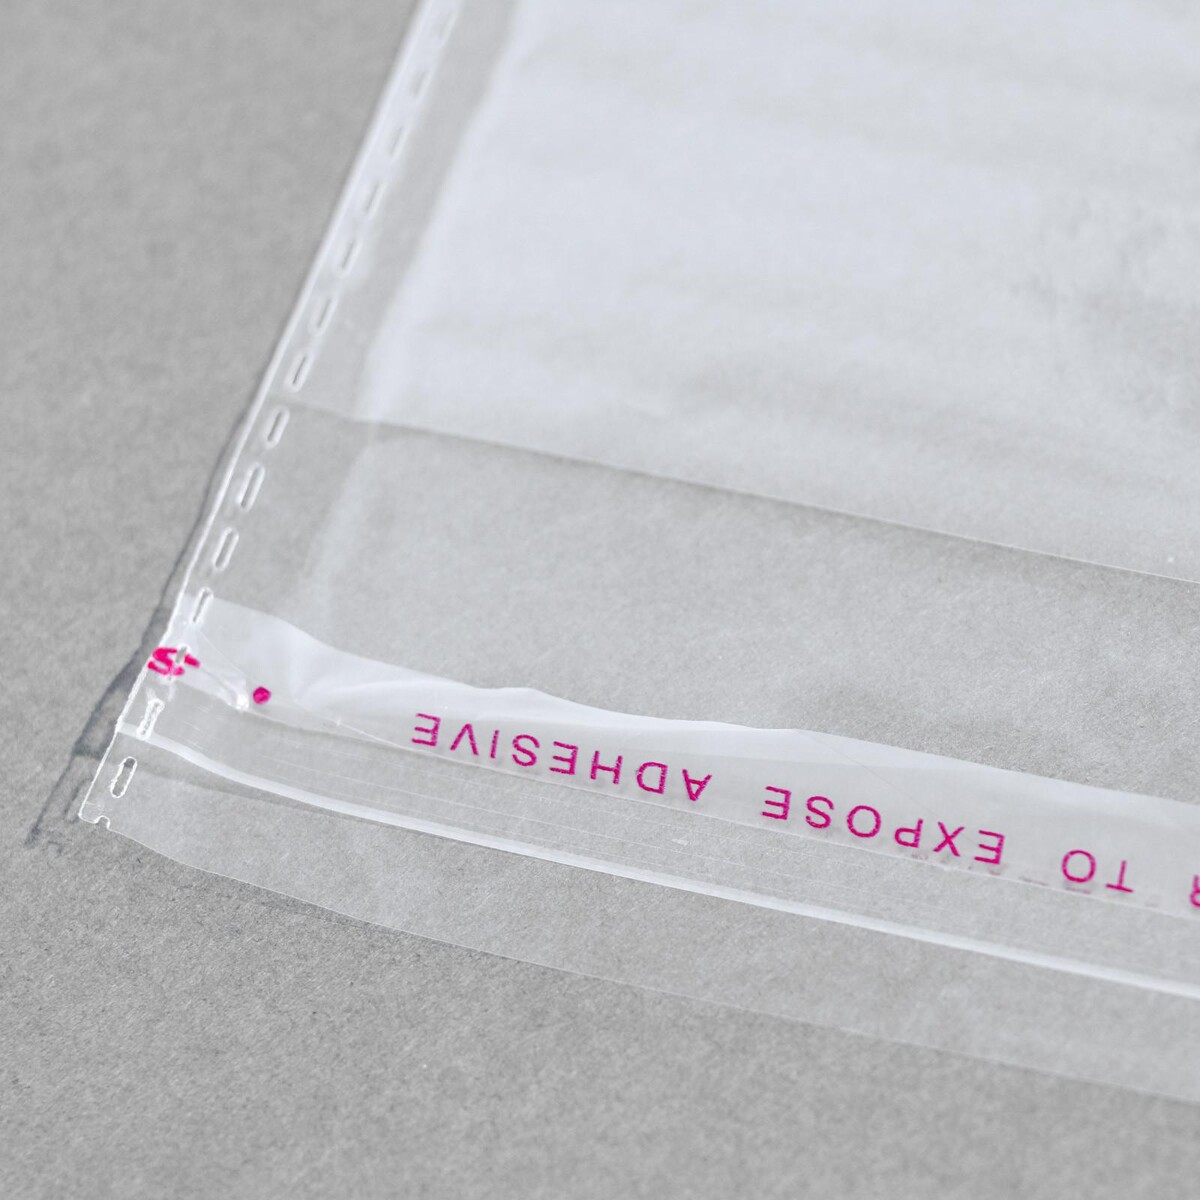 R TO EXPOSE ADHESIVE • S